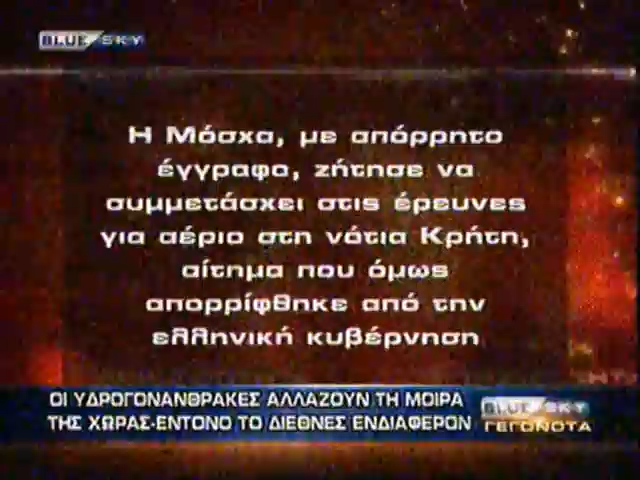 BLUE SKY
Η Μόσχα, με απόρρητο
έγγραφο, ζήτησε να
συμμετάσχει στις έρευνες
για αέριο στη νότια Κρήτη,
αίτημα που όμως
απορρίφθηκε από την
ελληνική κυβέρνηση
ΟΙ ΥΔΡΟΓΟΝΑΝΘΡΑΚΕΣ ΑΛΛΑΖΟΥΝ ΤΗ ΜΟΙΡΑ
ΤΗΣ ΧΩΡΑΣ-ΕΝΤΟΝΟ ΤΟ ΔΙΕΘΝΕΣ ΕΝΔΙΑΦΕΡΟΝ
BLUE SKY
ΓΕΓΟΝΟΤΑ